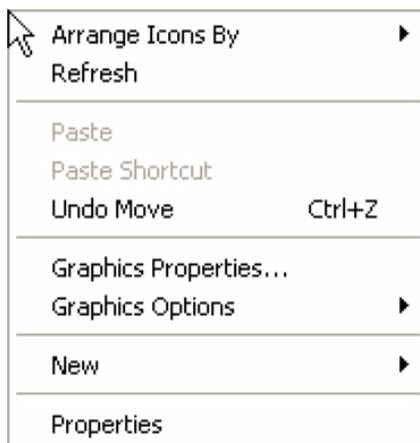 Arrange Icons By
Refresh
Paste
Paste Shortcut
Undo Move Ctrl+Z
Graphics Properties...
Graphics Options
New
Properties